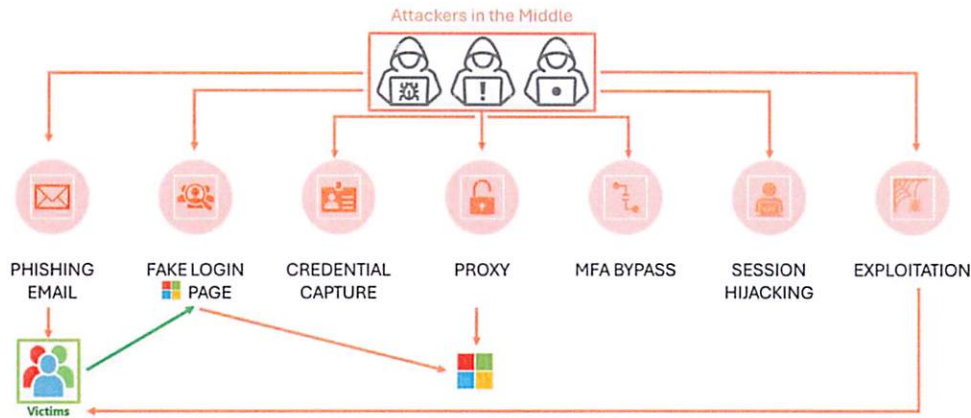 Attackers in the Middle
PHISHING
EMAIL
FAKE LOGIN
PAGE
CREDENTIAL
CAPTURE
PROXY
MFA BYPASS
SESSION
HIJACKING
EXPLOITATION
Victims